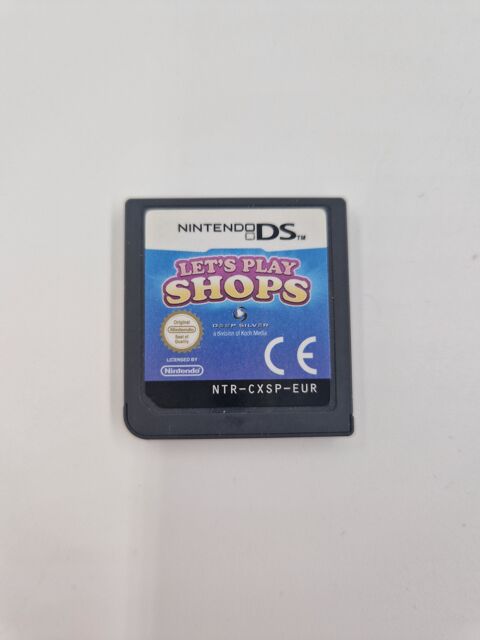 NINTENDO DS™
LET'S PLAY
SHOPS
DEEP SILVER
a division of Koch Media
Original
Nintendo
Seal of
Quality
LICENSED BY
Nintendo
CE
NTR-CXSP-EUR